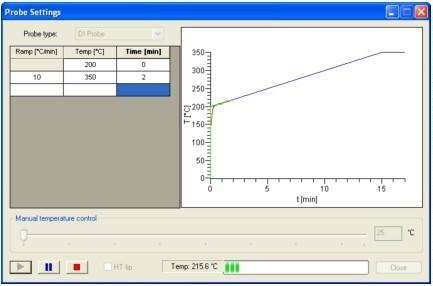 Probe Settings
Probe type: DI Probe
Ramp [°C/min] Temp [°C] Time [min]
200 0
10 350 2
350
300
250
200
150
100
50
0
T [°C]
0 5 10 15
t [min]
Manual temperature control
25 °C
HT tip Temp: 215.6 °C Close